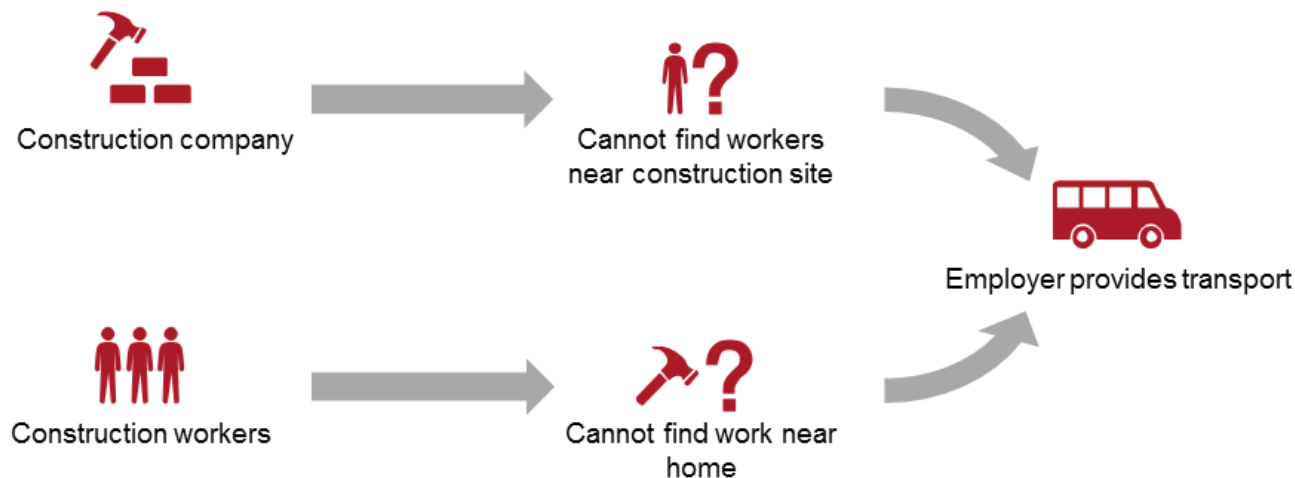 Construction company
Cannot find workers
near construction site
Employer provides transport
Construction workers
Cannot find work near
home